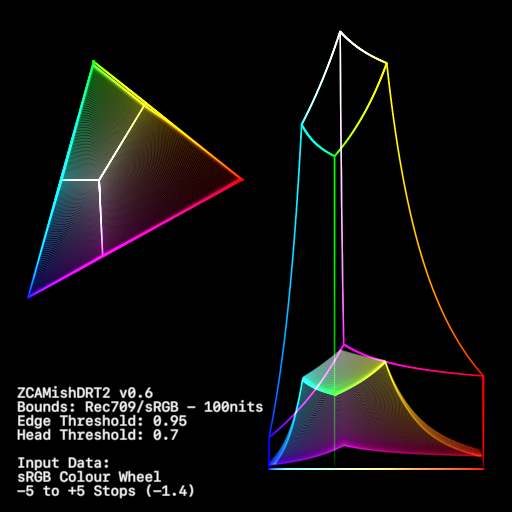 ZCAMishDRT2 v0.6
Bounds: Rec709/sRGB – 100nits
Edge Threshold: 0.95
Head Threshold: 0.7

Input Data:
sRGB Colour Wheel
–5 to +5 Stops (–1.4)